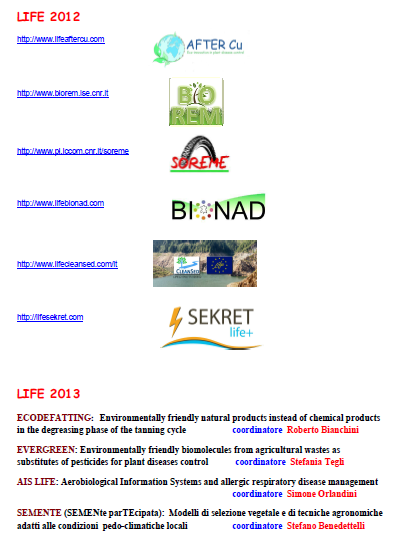 LIFE 2012
http://www.lifeaftercu.com
AFTER Cu
http://www.biorem.ise.cnr.it
BIO
REM
http://www.pi.iccom.cnr.it/soreme
SOREME
http://www.lifebionad.com
BIONAD
http://www.lifecleansed.com/it
CLEANSED
http://lifesekret.com
SEKRET
life+
LIFE 2013
ECODEFATTING: Environmentally friendly natural products instead of chemical products
in the degreasing phase of the tanning cycle coordinatore Roberto Bianchini
EVERGREEN: Environmentally friendly biomolecules from agricultural wastes as
substitutes of pesticides for plant diseases control coordinatore Stefania Tegli
AIS LIFE: Aerobiological Information Systems and allergic respiratory disease management
coordinatore Simone Orlandini
SEMENTE (SEMENte parTEcipata): Modelli di selezione vegetale e di tecniche agronomiche
adatti alle condizioni pedo-climatiche locali coordinatore Stefano Benedettelli